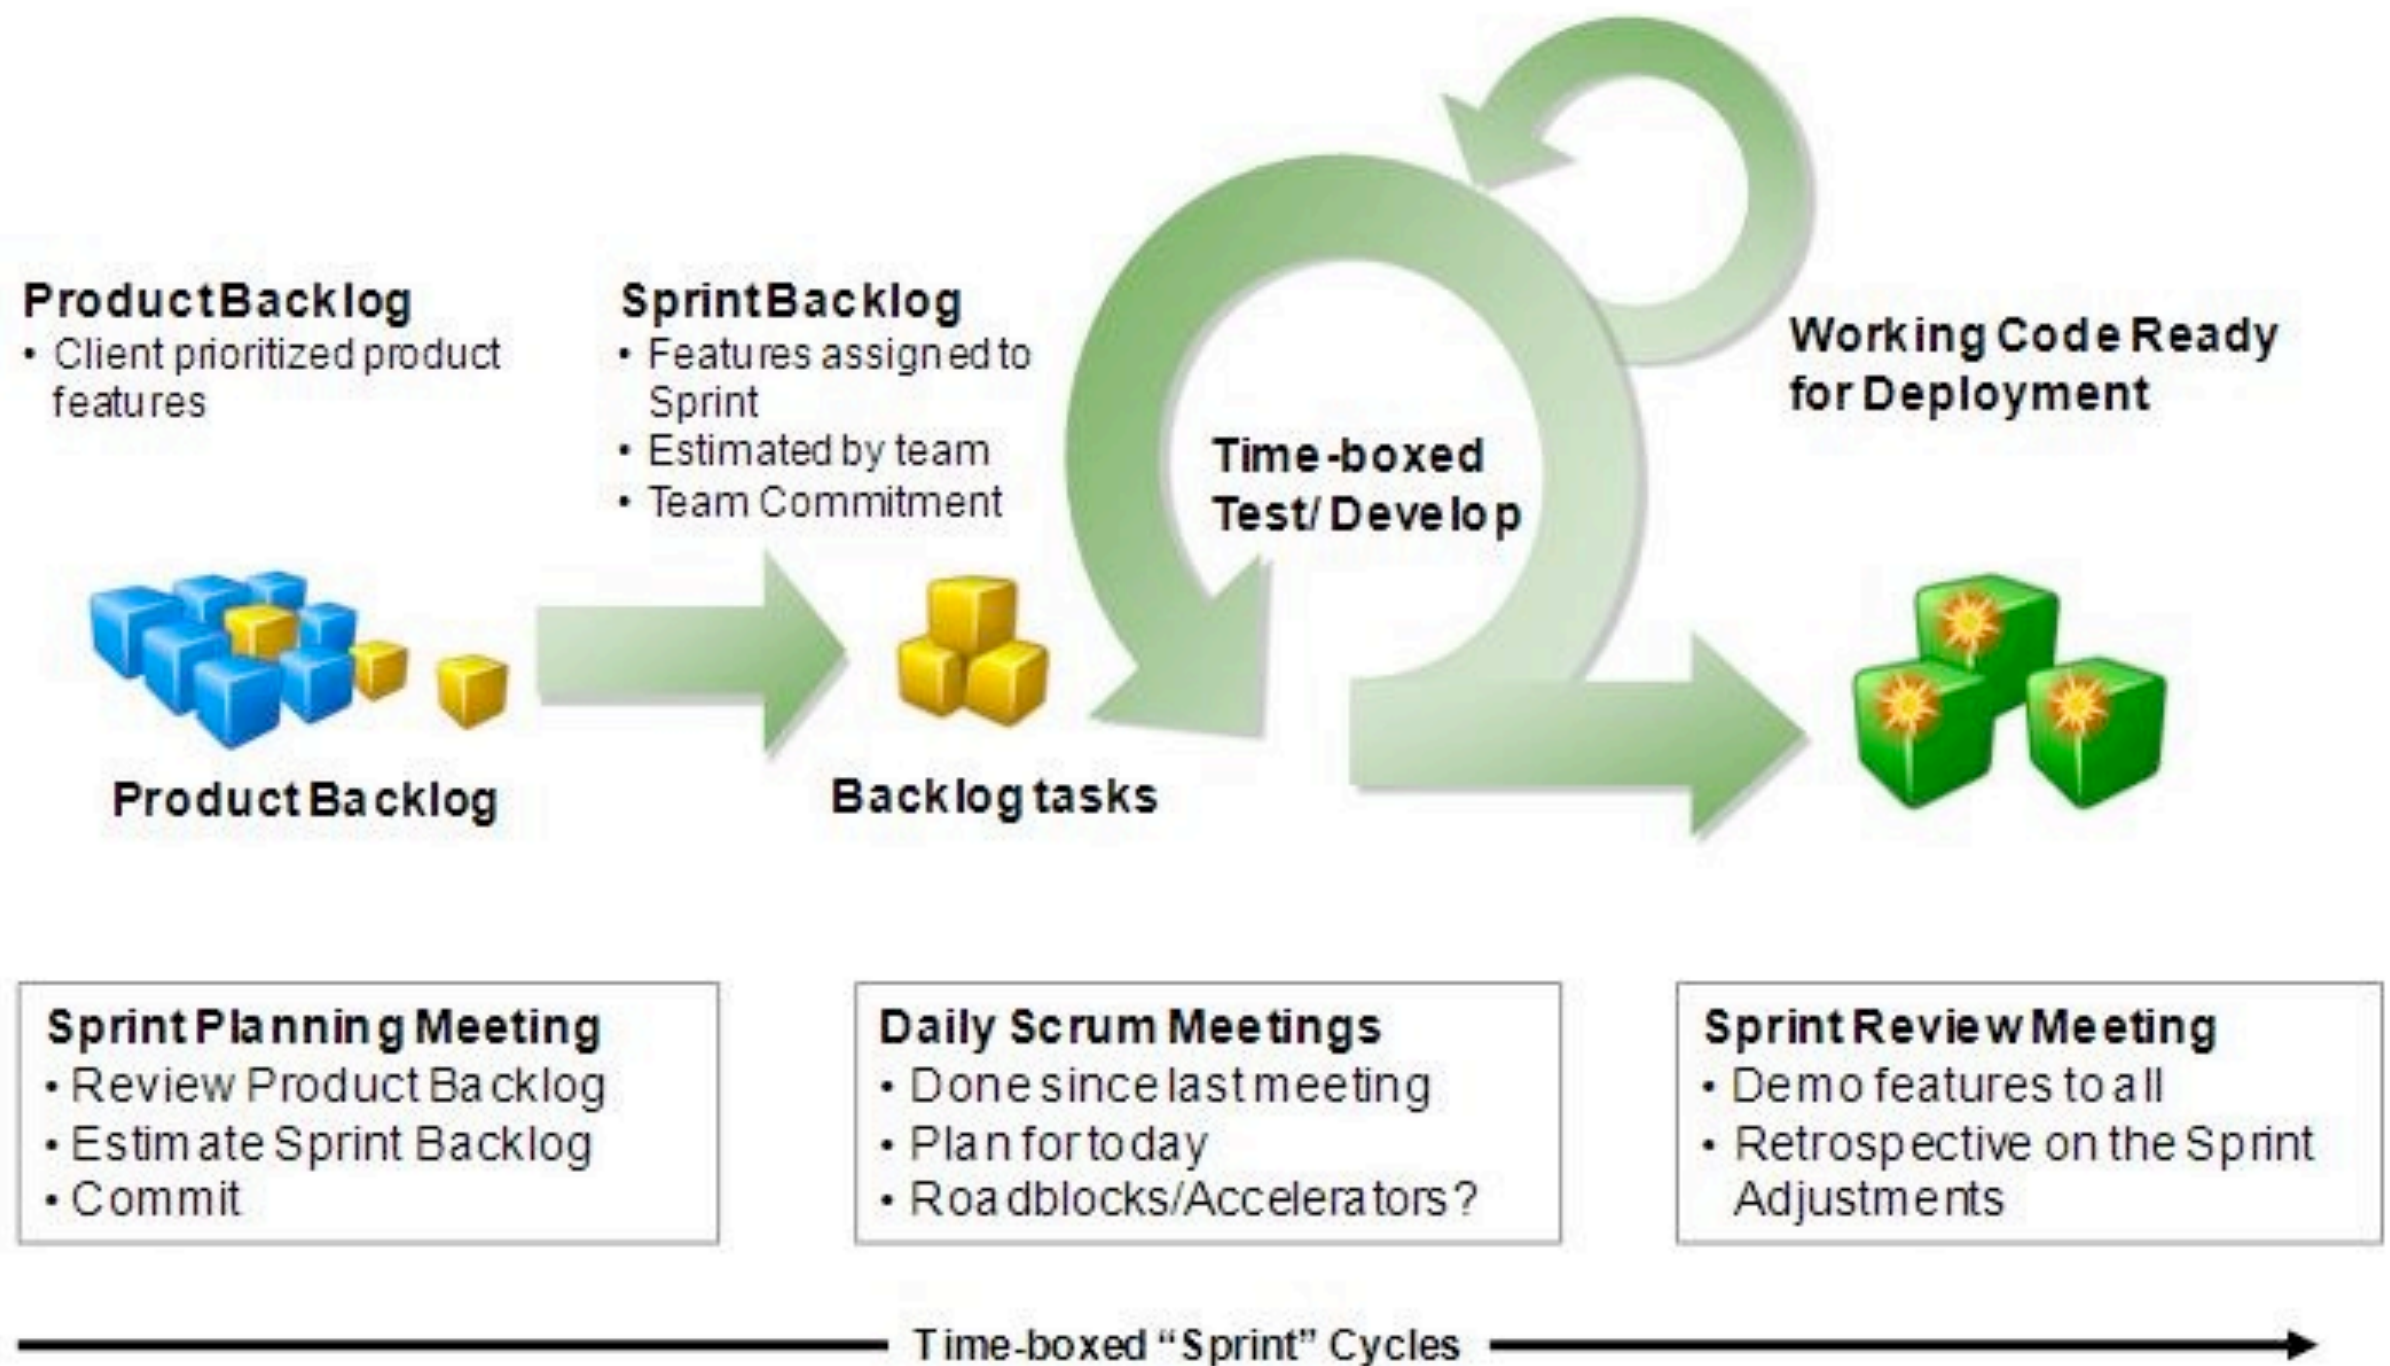 Product Backlog
• Client prioritized product
features
Sprint Backlog
• Features assigned to
Sprint
• Estimated by team
• Team Commitment
Time-boxed
Test/ Develop
Working Code Ready
for Deployment
Product Backlog
Backlog tasks
Sprint Planning Meeting
• Review Product Backlog
• Estimate Sprint Backlog
• Commit
Daily Scrum Meetings
• Done since last meeting
• Plan for today
• Roadblocks/Accelerators?
Sprint Review Meeting
• Demo features to all
• Retrospective on the Sprint
Adjustments
Time-boxed “Sprint” Cycles